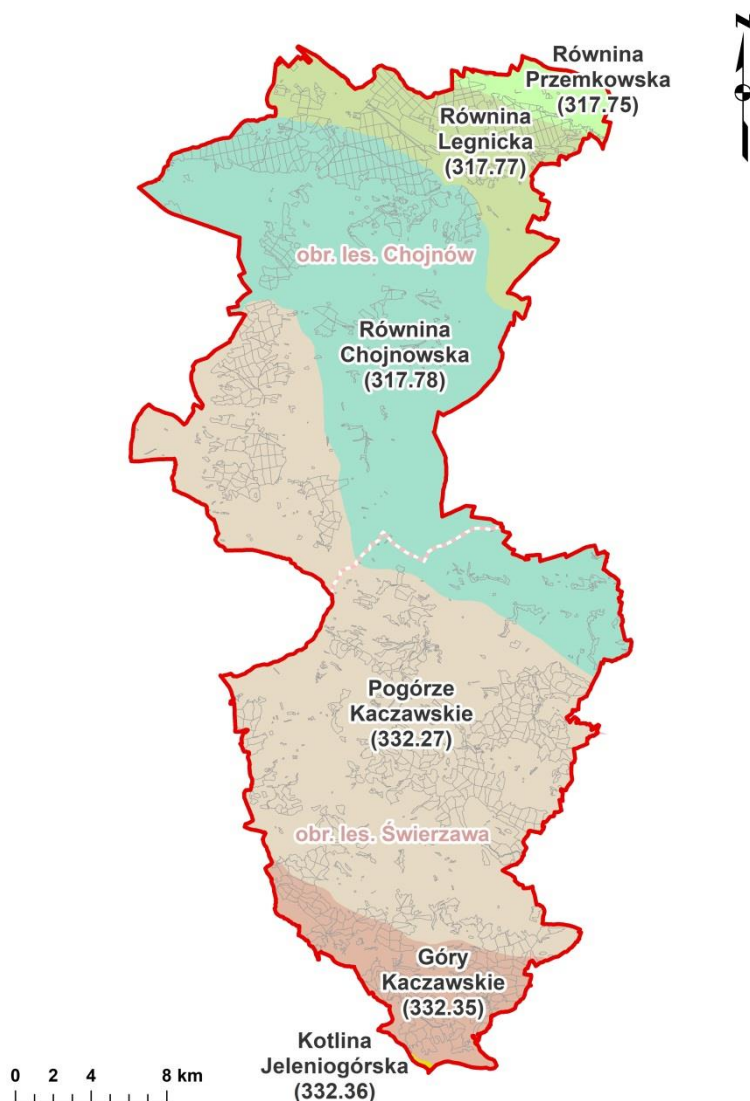 N
Równina
Przemkowska
(317.75)
Równina
Legnicka
(317.77)
obr. les. Chojnów
Równina
Chojnowska
(317.78)
Pogórze
Kaczawskie
(332.27)
obr. les. Świerzawa
Góry
Kaczawskie
(332.35)
Kotlina
Jeleniogórska
(332.36)
0 2 4 8 km